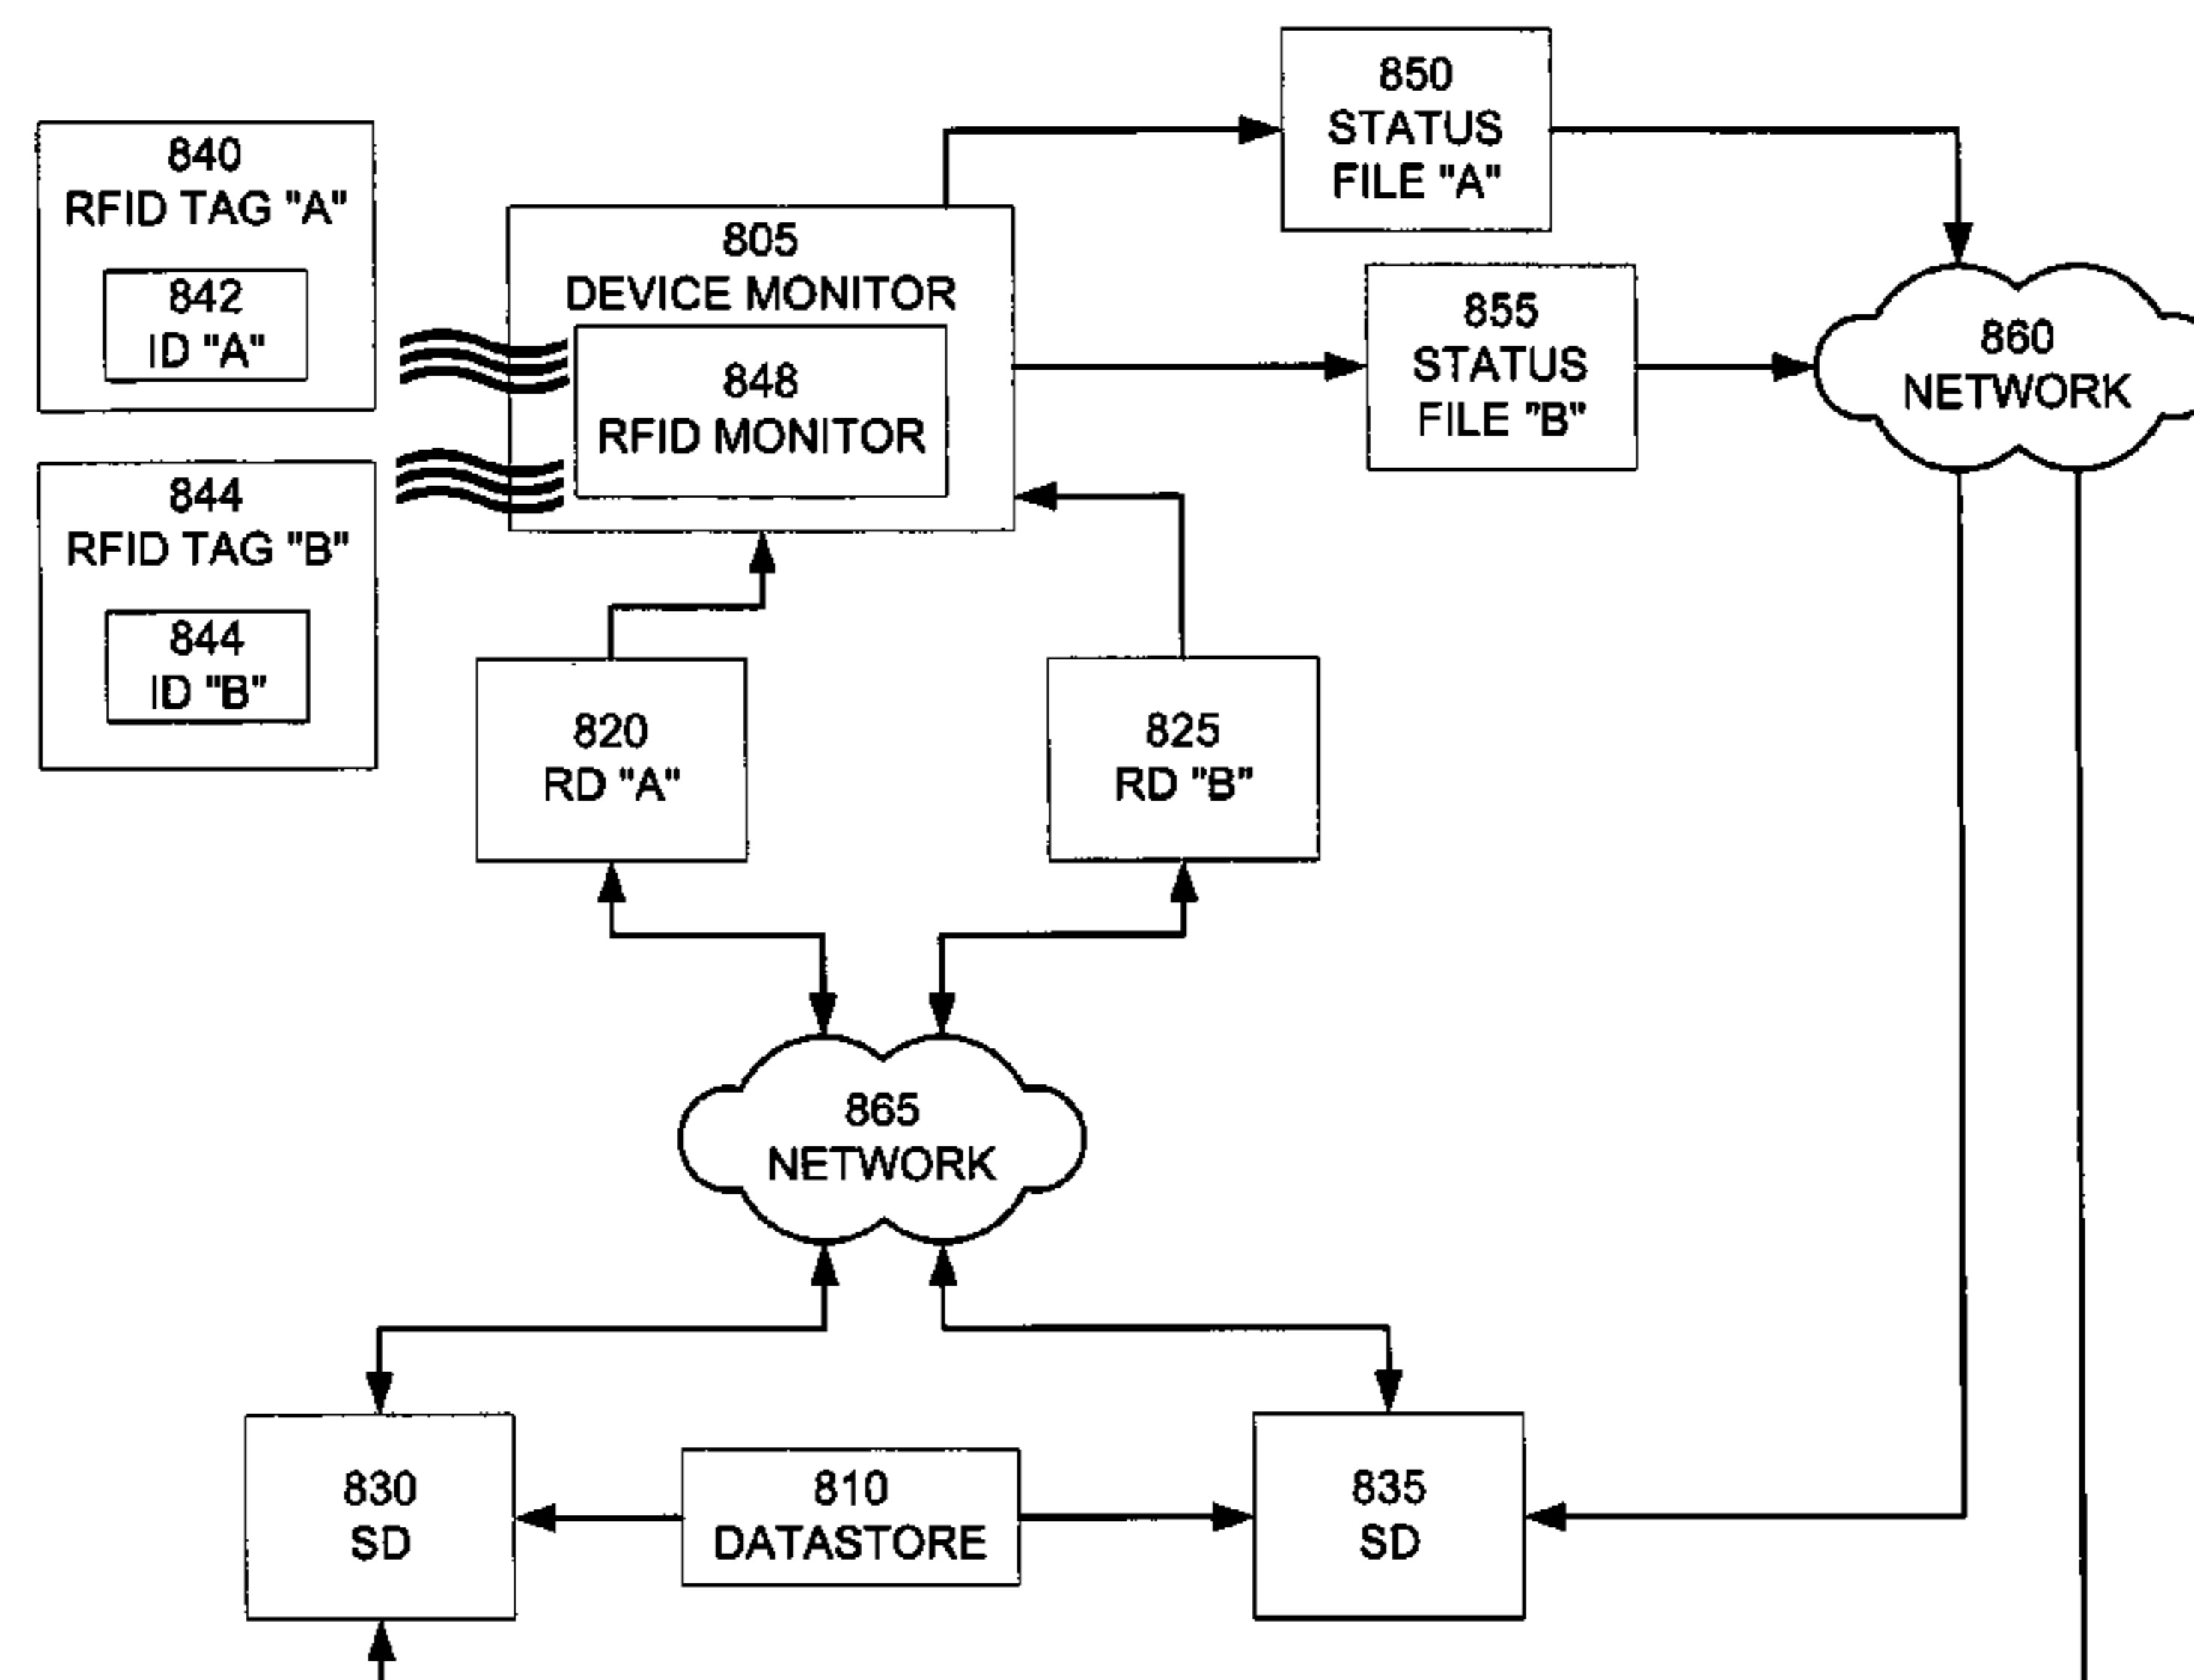 850
STATUS
FILE "A"
840
RFID TAG "A"
842
ID "A"
805
DEVICE MONITOR
848
RFID MONITOR
855
STATUS
FILE "B"
860
NETWORK
844
RFID TAG "B"
844
ID "B"
820
RD "A"
825
RD "B"
865
NETWORK
830
SD
810
DATASTORE
835
SD